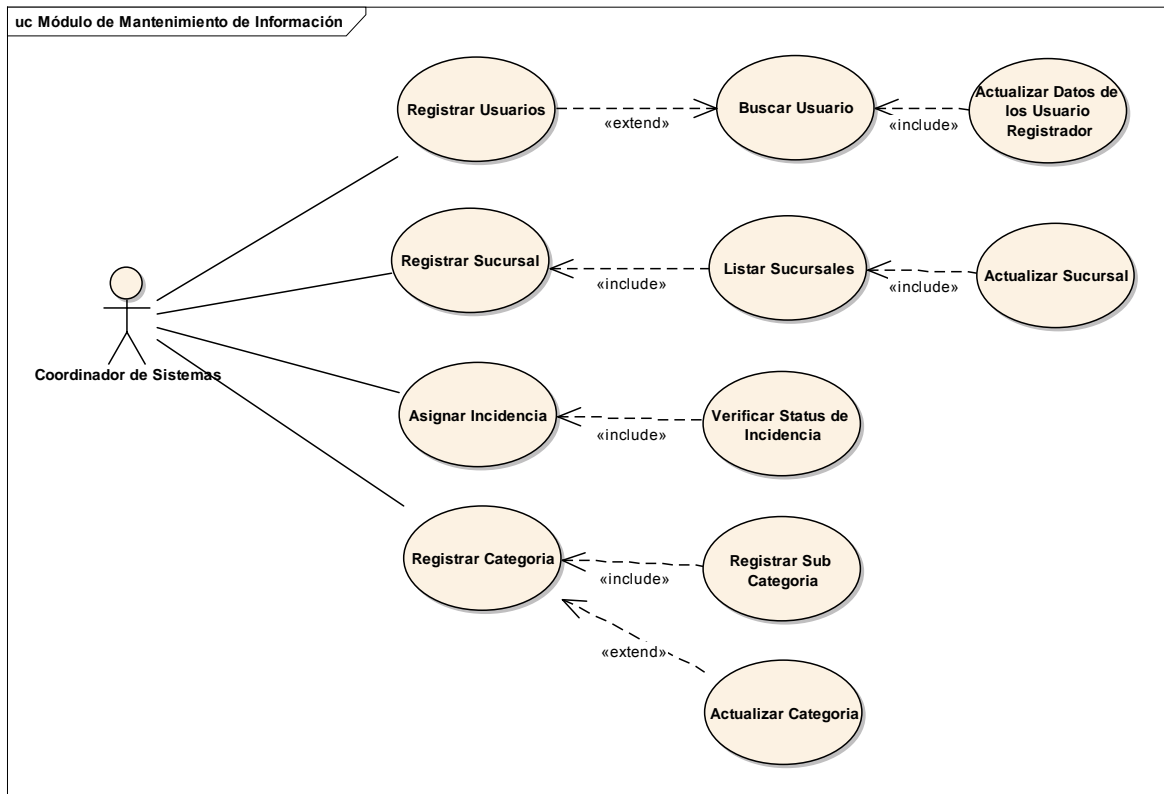 uc Módulo de Mantenimiento de Información
Registrar Usuarios
«extend»
Buscar Usuario
«include»
Actualizar Datos de
los Usuario
Registrador
Registrar Sucursal
«include»
Listar Sucursales
«include»
Actualizar Sucursal
Coordinador de Sistemas
Asignar Incidencia
«include»
Verificar Status de
Incidencia
Registrar Categoria
«include»
Registrar Sub
Categoria
«extend»
Actualizar Categoria